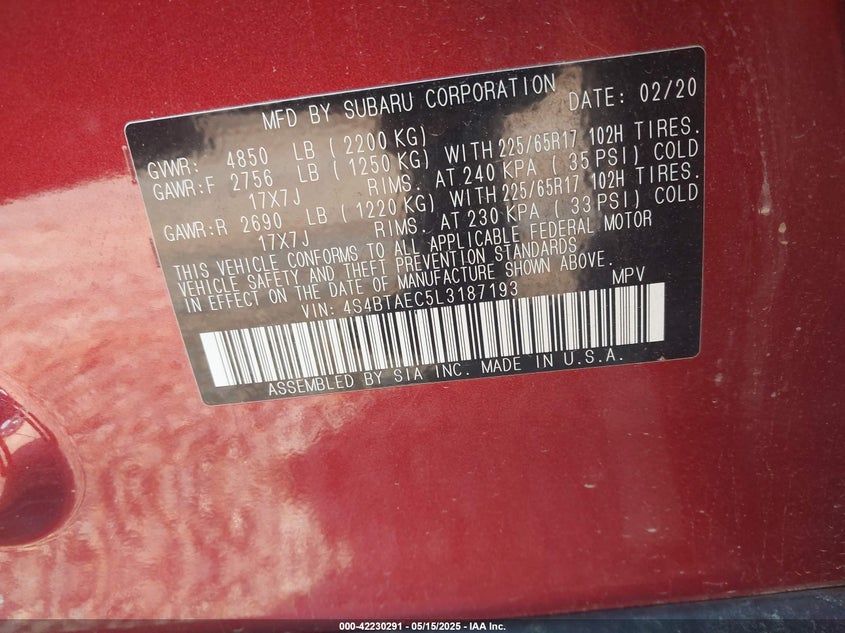 MFD BY SUBARU CORPORATION DATE: 02/20
GVWR: 4850 LB (2200 KG)
GAWR:F 2756 LB ( 1250 KG) WITH 225/65R17 102H TIRES.
17X7J RIMS. AT 240 KPA ( 35 PSI) COLD
GAWR:R 2690 LB ( 1220 KG) WITH 225/65R17 102H TIRES.
17X7J RIMS. AT 230 KPA ( 33 PSI) COLD
THIS VEHICLE CONFORMS TO ALL APPLICABLE FEDERAL MOTOR
VEHICLE SAFETY AND THEFT PREVENTION STANDARDS
IN EFFECT ON THE DATE OF MANUFACTURE SHOWN ABOVE.
VIN: 4S4BTAEC5L3187193 MPV
ASSEMBLED BY SIA INC. MADE IN U.S.A.
000-42230291 - 05/15/2025 - IAA Inc.